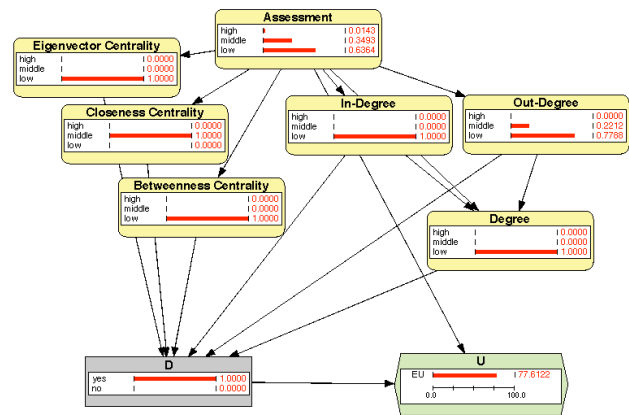 Assessment
high 0.0143
middle 0.3493
low 0.6364
Eigenvector Centrality
high 0.0000
middle 0.0000
low 1.0000
Closeness Centrality
high 0.0000
middle 1.0000
low 0.0000
In-Degree
high 0.0000
middle 0.0000
low 1.0000
Out-Degree
high 0.0000
middle 0.2212
low 0.7788
Betweenness Centrality
high 0.0000
middle 0.0000
low 1.0000
Degree
high 0.0000
middle 0.0000
low 1.0000
D
yes 1.0000
no 0.0000
U
EU 77.6122
0.0 100.0